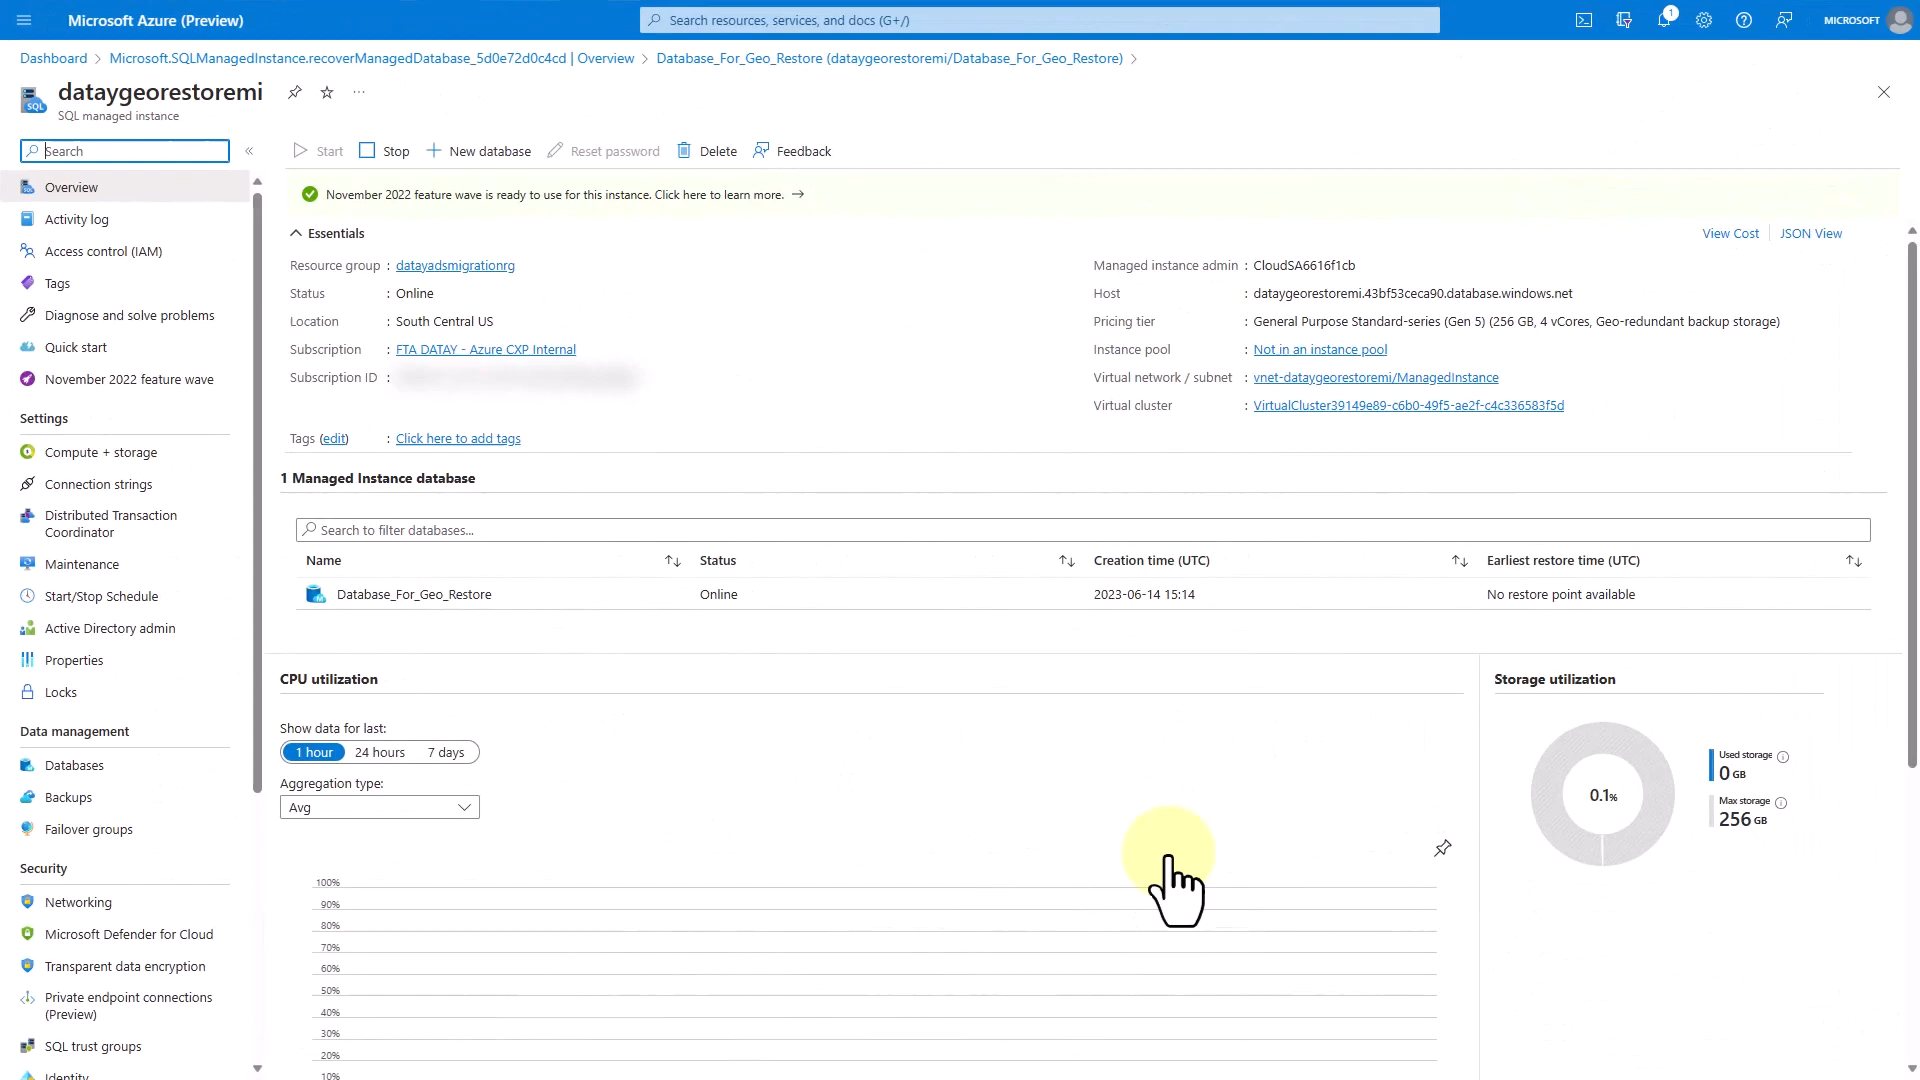 Microsoft Azure (Preview)
Search resources, services, and docs (G+/)
1
MICROSOFT
Dashboard > Microsoft.SQLManagedInstance.recoverManagedDatabase_5d0e72d0c4cd | Overview > Database_For_Geo_Restore (dataygeorestoremi/Database_For_Geo_Restore) >
dataygeorestoremi
SQL managed instance
Search
Start
Stop
New database
Reset password
Delete
Feedback
November 2022 feature wave is ready to use for this instance. Click here to learn more. →
Overview
Activity log
Access control (IAM)
Tags
Diagnose and solve problems
Quick start
November 2022 feature wave
Settings
Compute + storage
Connection strings
Distributed Transaction
Coordinator
Maintenance
Start/Stop Schedule
Active Directory admin
Properties
Locks
Data management
Databases
Backups
Failover groups
Security
Networking
Microsoft Defender for Cloud
Transparent data encryption
Private endpoint connections
(Preview)
SQL trust groups
Identity
Essentials
View Cost
JSON View
Resource group : datayadsmigrationrg
Status : Online
Location : South Central US
Subscription : FTA DATAY - Azure CXP Internal
Subscription ID :
Tags (edit) : Click here to add tags
Managed instance admin : CloudSA6616f1cb
Host : dataygeorestoremi.43bf53ceca90.database.windows.net
Pricing tier : General Purpose Standard-series (Gen 5) (256 GB, 4 vCores, Geo-redundant backup storage)
Instance pool : Not in an instance pool
Virtual network / subnet : vnet-dataygeorestoremi/ManagedInstance
Virtual cluster : VirtualCluster39149e89-c6b0-49f5-ae2f-c4c336583f5d
1 Managed Instance database
Search to filter databases...
Name Status Creation time (UTC) Earliest restore time (UTC)
Database_For_Geo_Restore Online 2023-06-14 15:14 No restore point available
CPU utilization
Show data for last:
1 hour 24 hours 7 days
Aggregation type:
Avg
100%
90%
80%
70%
60%
50%
40%
30%
20%
10%
Storage utilization
0.1%
Used storage
0 GB
Max storage
256 GB